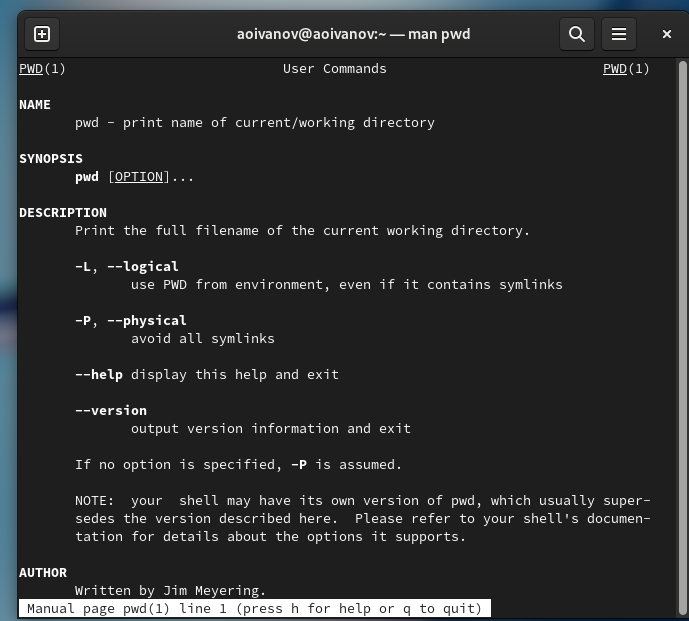 aoivanov@aoivanov:~ — man pwd
PWD(1) User Commands PWD(1)
NAME
pwd - print name of current/working directory
SYNOPSIS
pwd [OPTION]...
DESCRIPTION
Print the full filename of the current working directory.
-L, --logical
use PWD from environment, even if it contains symlinks
-P, --physical
avoid all symlinks
--help display this help and exit
--version
output version information and exit
If no option is specified, -P is assumed.
NOTE:  your  shell may have its own version of pwd, which usually super-
sedes the version described here.  Please refer to your shell's documen-
tation for details about the options it supports.
AUTHOR
Written by Jim Meyering.
Manual page pwd(1) line 1 (press h for help or q to quit)